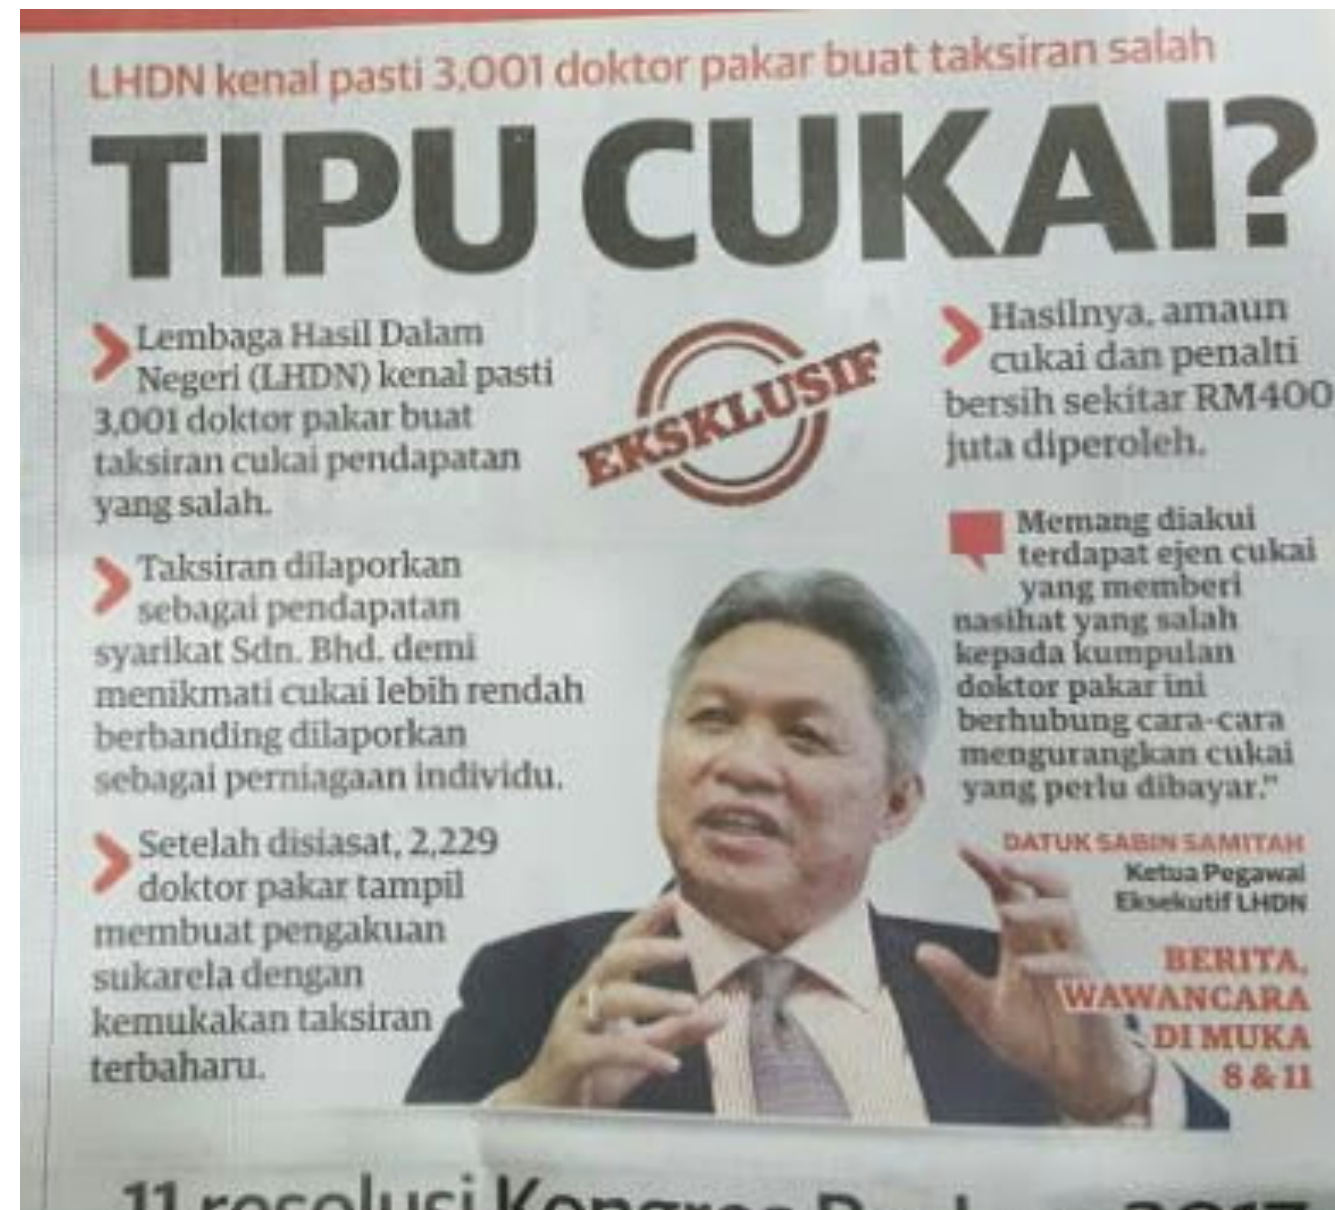 LHDN kenal pasti 3,001 doktor pakar buat taksiran salah
TIPU CUKAI?
Lembaga Hasil Dalam
Negeri (LHDN) kenal pasti
3,001 doktor pakar buat
taksiran cukai pendapatan
yang salah.
Taksiran dilaporkan
sebagai pendapatan
syarikat Sdn. Bhd. demi
menikmati cukai lebih rendah
berbanding dilaporkan
sebagai perniagaan individu.
Setelah disiasat, 2,229
doktor pakar tampil
membuat pengakuan
sukarela dengan
kemukakan taksiran
terbaharu.
EKSKLUSIF
Hasilnya, amaun
cukai dan penalti
bersih sekitar RM400
juta diperoleh.
Memang diakui
terdapat ejen cukai
yang memberi
nasihat yang salah
kepada kumpulan
doktor pakar ini
berhubung cara-cara
mengurangkan cukai
yang perlu dibayar."
DATUK SABIN SAMITAH
Ketua Pegawai
Eksekutif LHDN
BERITA,
WAWANCARA
DI MUKA
8 & 11
11 resolusi Kongres 2017